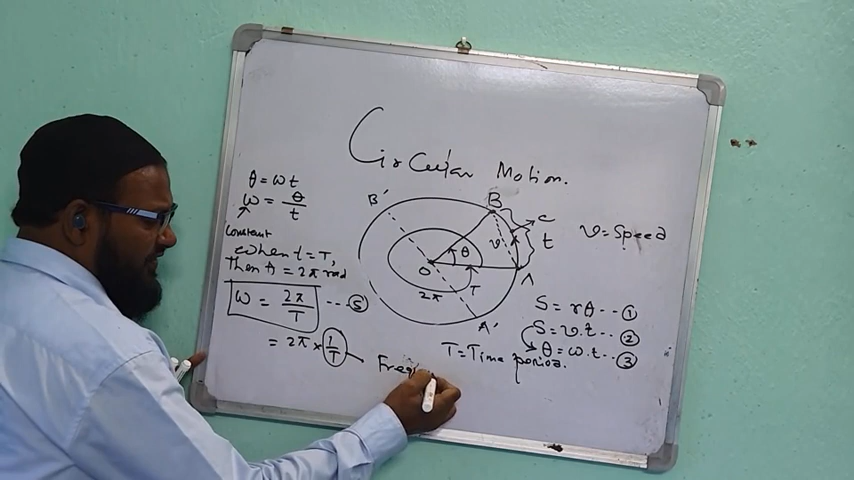 Circular Motion.
θ = ωt
ω = θ/t
constant
when t = T,
Then θ = 2π rad
ω = 2π/T ---⑤
= 2π × 1/T
Freq
B'
B
c
t
v
θ
O
A
T
2π
A'
v = Speed
S = rθ --- ①
S = v.t -- ②
θ = ω.t -- ③
T = Time period.